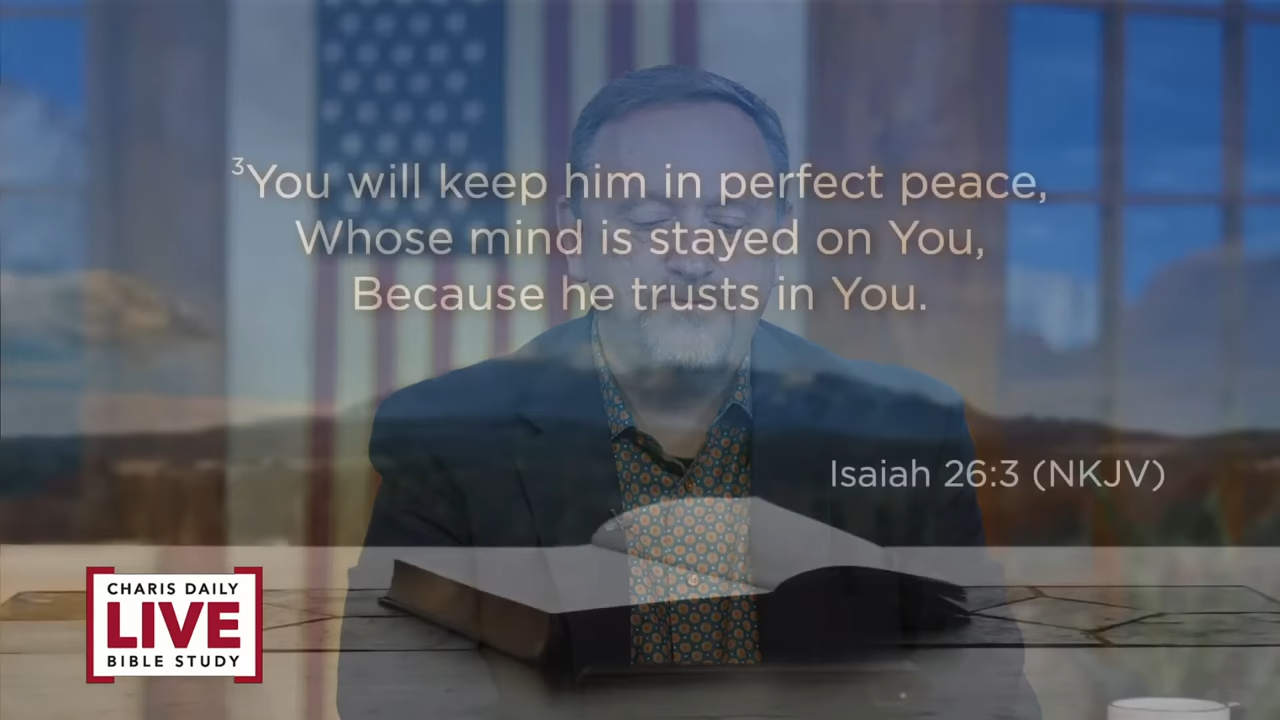 ³You will keep him in perfect peace,
Whose mind is stayed on You,
Because he trusts in You.
Isaiah 26:3 (NKJV)
CHARIS DAILY
LIVE
BIBLE STUDY